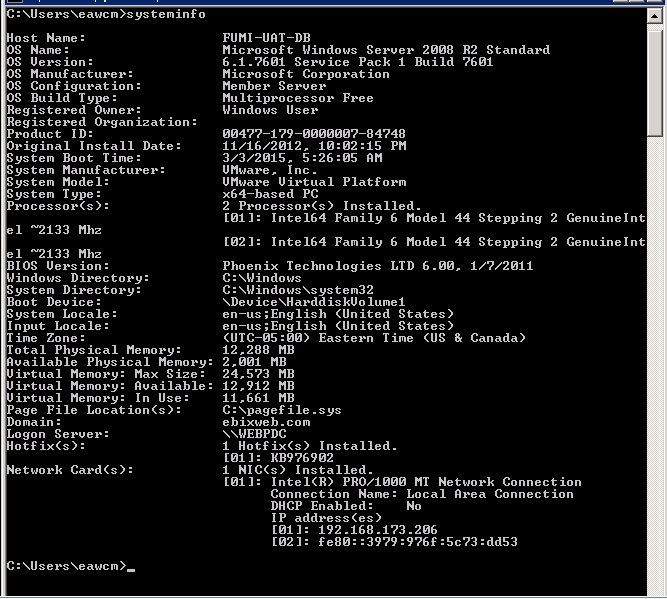 C:\Users\eawcm>systeminfo
Host Name:                 FUMI-UAT-DB
OS Name:                   Microsoft Windows Server 2008 R2 Standard
OS Version:                6.1.7601 Service Pack 1 Build 7601
OS Manufacturer:           Microsoft Corporation
OS Configuration:          Member Server
OS Build Type:             Multiprocessor Free
Registered Owner:          Windows User
Registered Organization:
Product ID:                00477-179-0000007-84748
Original Install Date:     11/16/2012, 10:02:15 PM
System Boot Time:          3/3/2015, 5:26:05 AM
System Manufacturer:       VMware, Inc.
System Model:              VMware Virtual Platform
System Type:               x64-based PC
Processor(s):              2 Processor(s) Installed.
                           [01]: Intel64 Family 6 Model 44 Stepping 2 GenuineInt
el ~2133 Mhz
                           [02]: Intel64 Family 6 Model 44 Stepping 2 GenuineInt
el ~2133 Mhz
BIOS Version:              Phoenix Technologies LTD 6.00, 1/7/2011
Windows Directory:         C:\Windows
System Directory:          C:\Windows\system32
Boot Device:               \Device\HarddiskVolume1
System Locale:             en-us;English (United States)
Input Locale:              en-us;English (United States)
Time Zone:                 (UTC-05:00) Eastern Time (US & Canada)
Total Physical Memory:     12,288 MB
Available Physical Memory: 2,001 MB
Virtual Memory: Max Size:  24,573 MB
Virtual Memory: Available: 12,912 MB
Virtual Memory: In Use:    11,661 MB
Page File Location(s):     C:\pagefile.sys
Domain:                    ebixweb.com
Logon Server:              \\WEBPDC
Hotfix(s):                 1 Hotfix(s) Installed.
                           [01]: KB976902
Network Card(s):           1 NIC(s) Installed.
                           [01]: Intel(R) PRO/1000 MT Network Connection
                                 Connection Name: Local Area Connection
                                 DHCP Enabled:    No
                                 IP address(es)
                                 [01]: 192.168.173.206
                                 [02]: fe80::3979:976f:5c73:dd53
C:\Users\eawcm>_